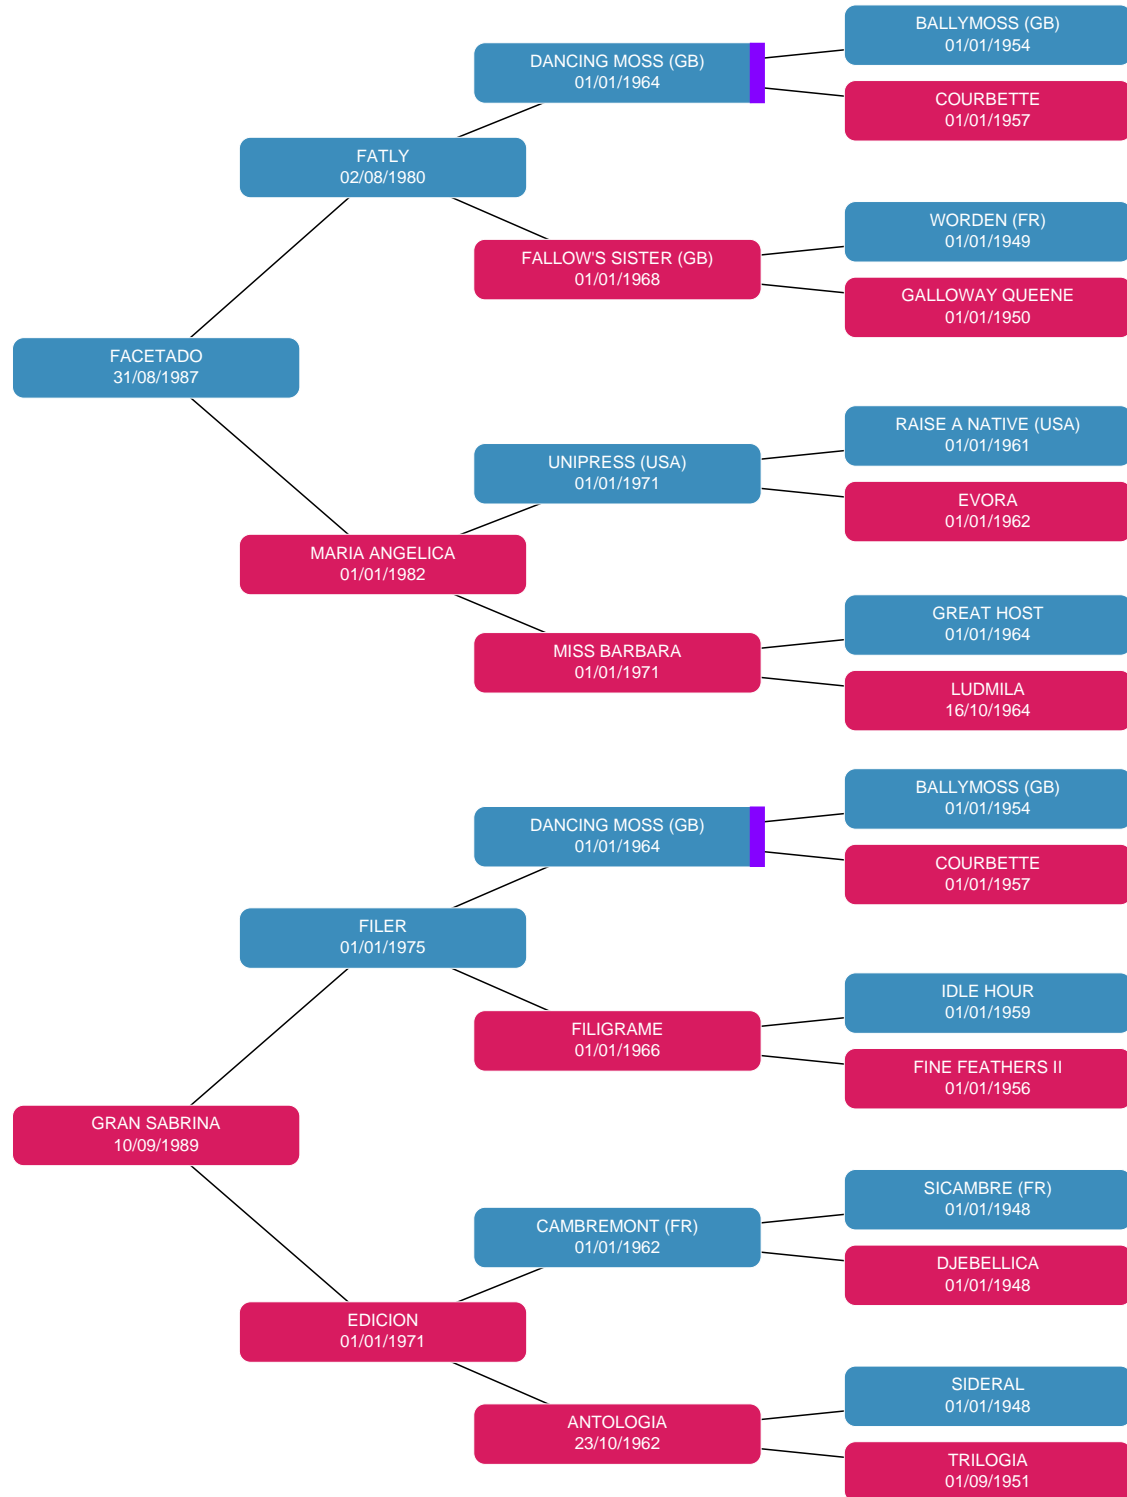 BALLYMOSS (GB)
01/01/1954
DANCING MOSS (GB)
01/01/1964
COURBETTE
01/01/1957
FATLY
02/08/1980
WORDEN (FR)
01/01/1949
FALLOW'S SISTER (GB)
01/01/1968
GALLOWAY QUEENE
01/01/1950
FACETADO
31/08/1987
RAISE A NATIVE (USA)
01/01/1961
UNIPRESS (USA)
01/01/1971
EVORA
01/01/1962
MARIA ANGELICA
01/01/1982
GREAT HOST
01/01/1964
MISS BARBARA
01/01/1971
LUDMILA
16/10/1964
BALLYMOSS (GB)
01/01/1954
DANCING MOSS (GB)
01/01/1964
COURBETTE
01/01/1957
FILER
01/01/1975
IDLE HOUR
01/01/1959
FILIGRAME
01/01/1966
FINE FEATHERS II
01/01/1956
GRAN SABRINA
10/09/1989
SICAMBRE (FR)
01/01/1948
CAMBREMONT (FR)
01/01/1962
DJEBELLICA
01/01/1948
EDICION
01/01/1971
SIDERAL
01/01/1948
ANTOLOGIA
23/10/1962
TRILOGIA
01/09/1951